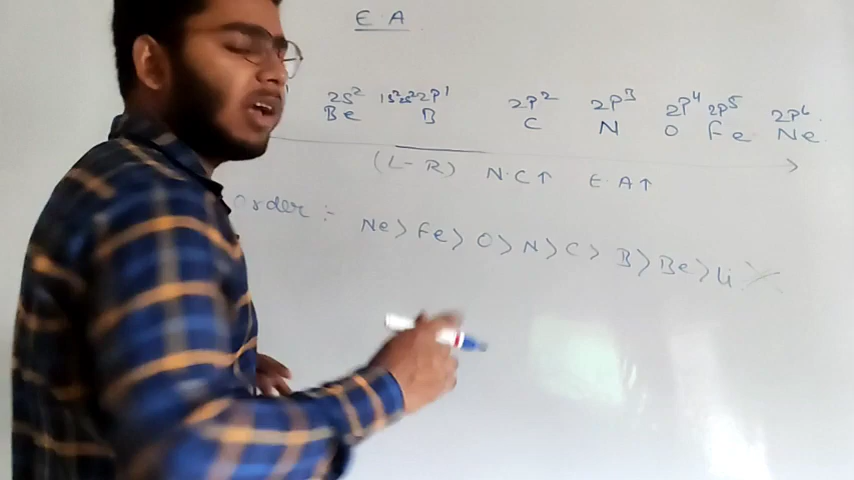 E.A
2s² 1s²2s²2p¹ 2p² 2p³ 2p⁴ 2p⁵ 2p⁶
Be B C N O Fe Ne
(L-R) N.C↑ E.A↑
order :-
Ne > Fe > O > N > C > B > Be > Li